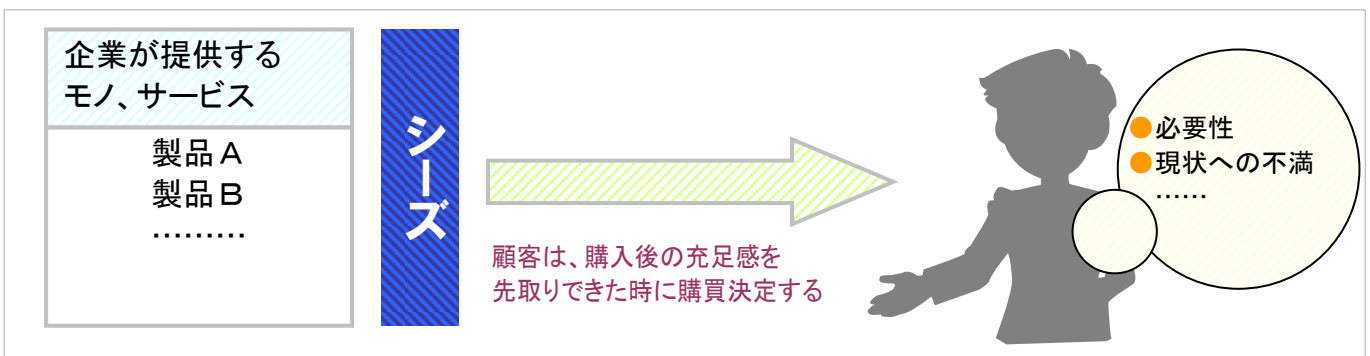 企業が提供する
モノ、サービス
製品A
製品B
………
シーズ
顧客は、購入後の充足感を
先取りできた時に購買決定する
●必要性
●現状への不満
……